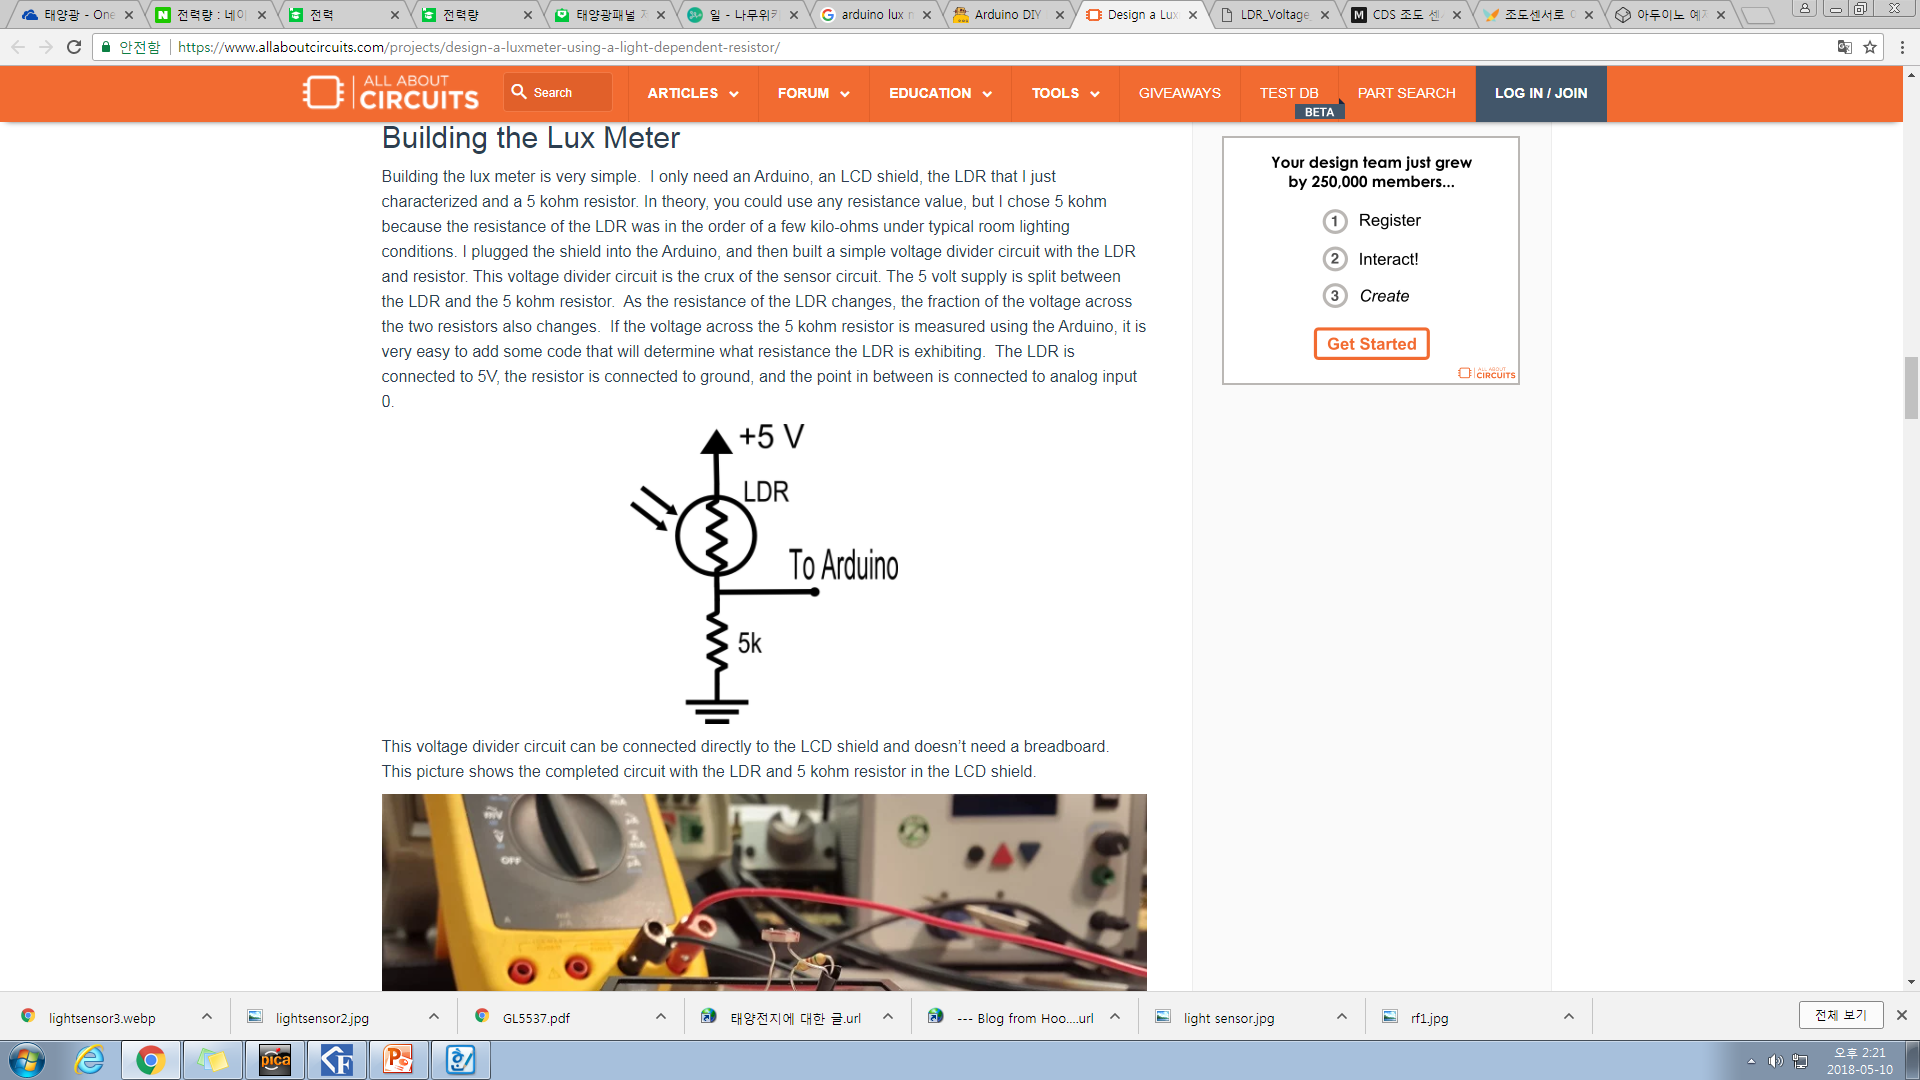 태양광 - One
전력량 : 네이
전력
전력량
태양광패널
일 - 나무위키
arduino lux m
Arduino DIY
Design a Lux
LDR_Voltage
CDS 조도 센
조도센서로
아두이노 예제
안전함
https://www.allaboutcircuits.com/projects/design-a-luxmeter-using-a-light-dependent-resistor/
ALL ABOUT
CIRCUITS
Search
ARTICLES
FORUM
EDUCATION
TOOLS
GIVEAWAYS
TEST DB
BETA
PART SEARCH
LOG IN / JOIN
Building the Lux Meter
Building the lux meter is very simple.  I only need an Arduino, an LCD shield, the LDR that I just
characterized and a 5 kohm resistor. In theory, you could use any resistance value, but I chose 5 kohm
because the resistance of the LDR was in the order of a few kilo-ohms under typical room lighting
conditions. I plugged the shield into the Arduino, and then built a simple voltage divider circuit with the LDR
and resistor. This voltage divider circuit is the crux of the sensor circuit. The 5 volt supply is split between
the LDR and the 5 kohm resistor.  As the resistance of the LDR changes, the fraction of the voltage across
the two resistors also changes.  If the voltage across the 5 kohm resistor is measured using the Arduino, it is
very easy to add some code that will determine what resistance the LDR is exhibiting.  The LDR is
connected to 5V, the resistor is connected to ground, and the point in between is connected to analog input
0.
+5 V
LDR
To Arduino
5k
This voltage divider circuit can be connected directly to the LCD shield and doesn’t need a breadboard.
This picture shows the completed circuit with the LDR and 5 kohm resistor in the LCD shield.
mV
V
OFF
A
Your design team just grew
by 250,000 members...
1 Register
2 Interact!
3 Create
Get Started
ALL ABOUT
CIRCUITS
lightsensor3.webp
lightsensor2.jpg
GL5537.pdf
태양전지에 대한 글.url
--- Blog from Hoo....url
light sensor.jpg
rf1.jpg
전체 보기
pica
F
오후 2:21
2018-05-10